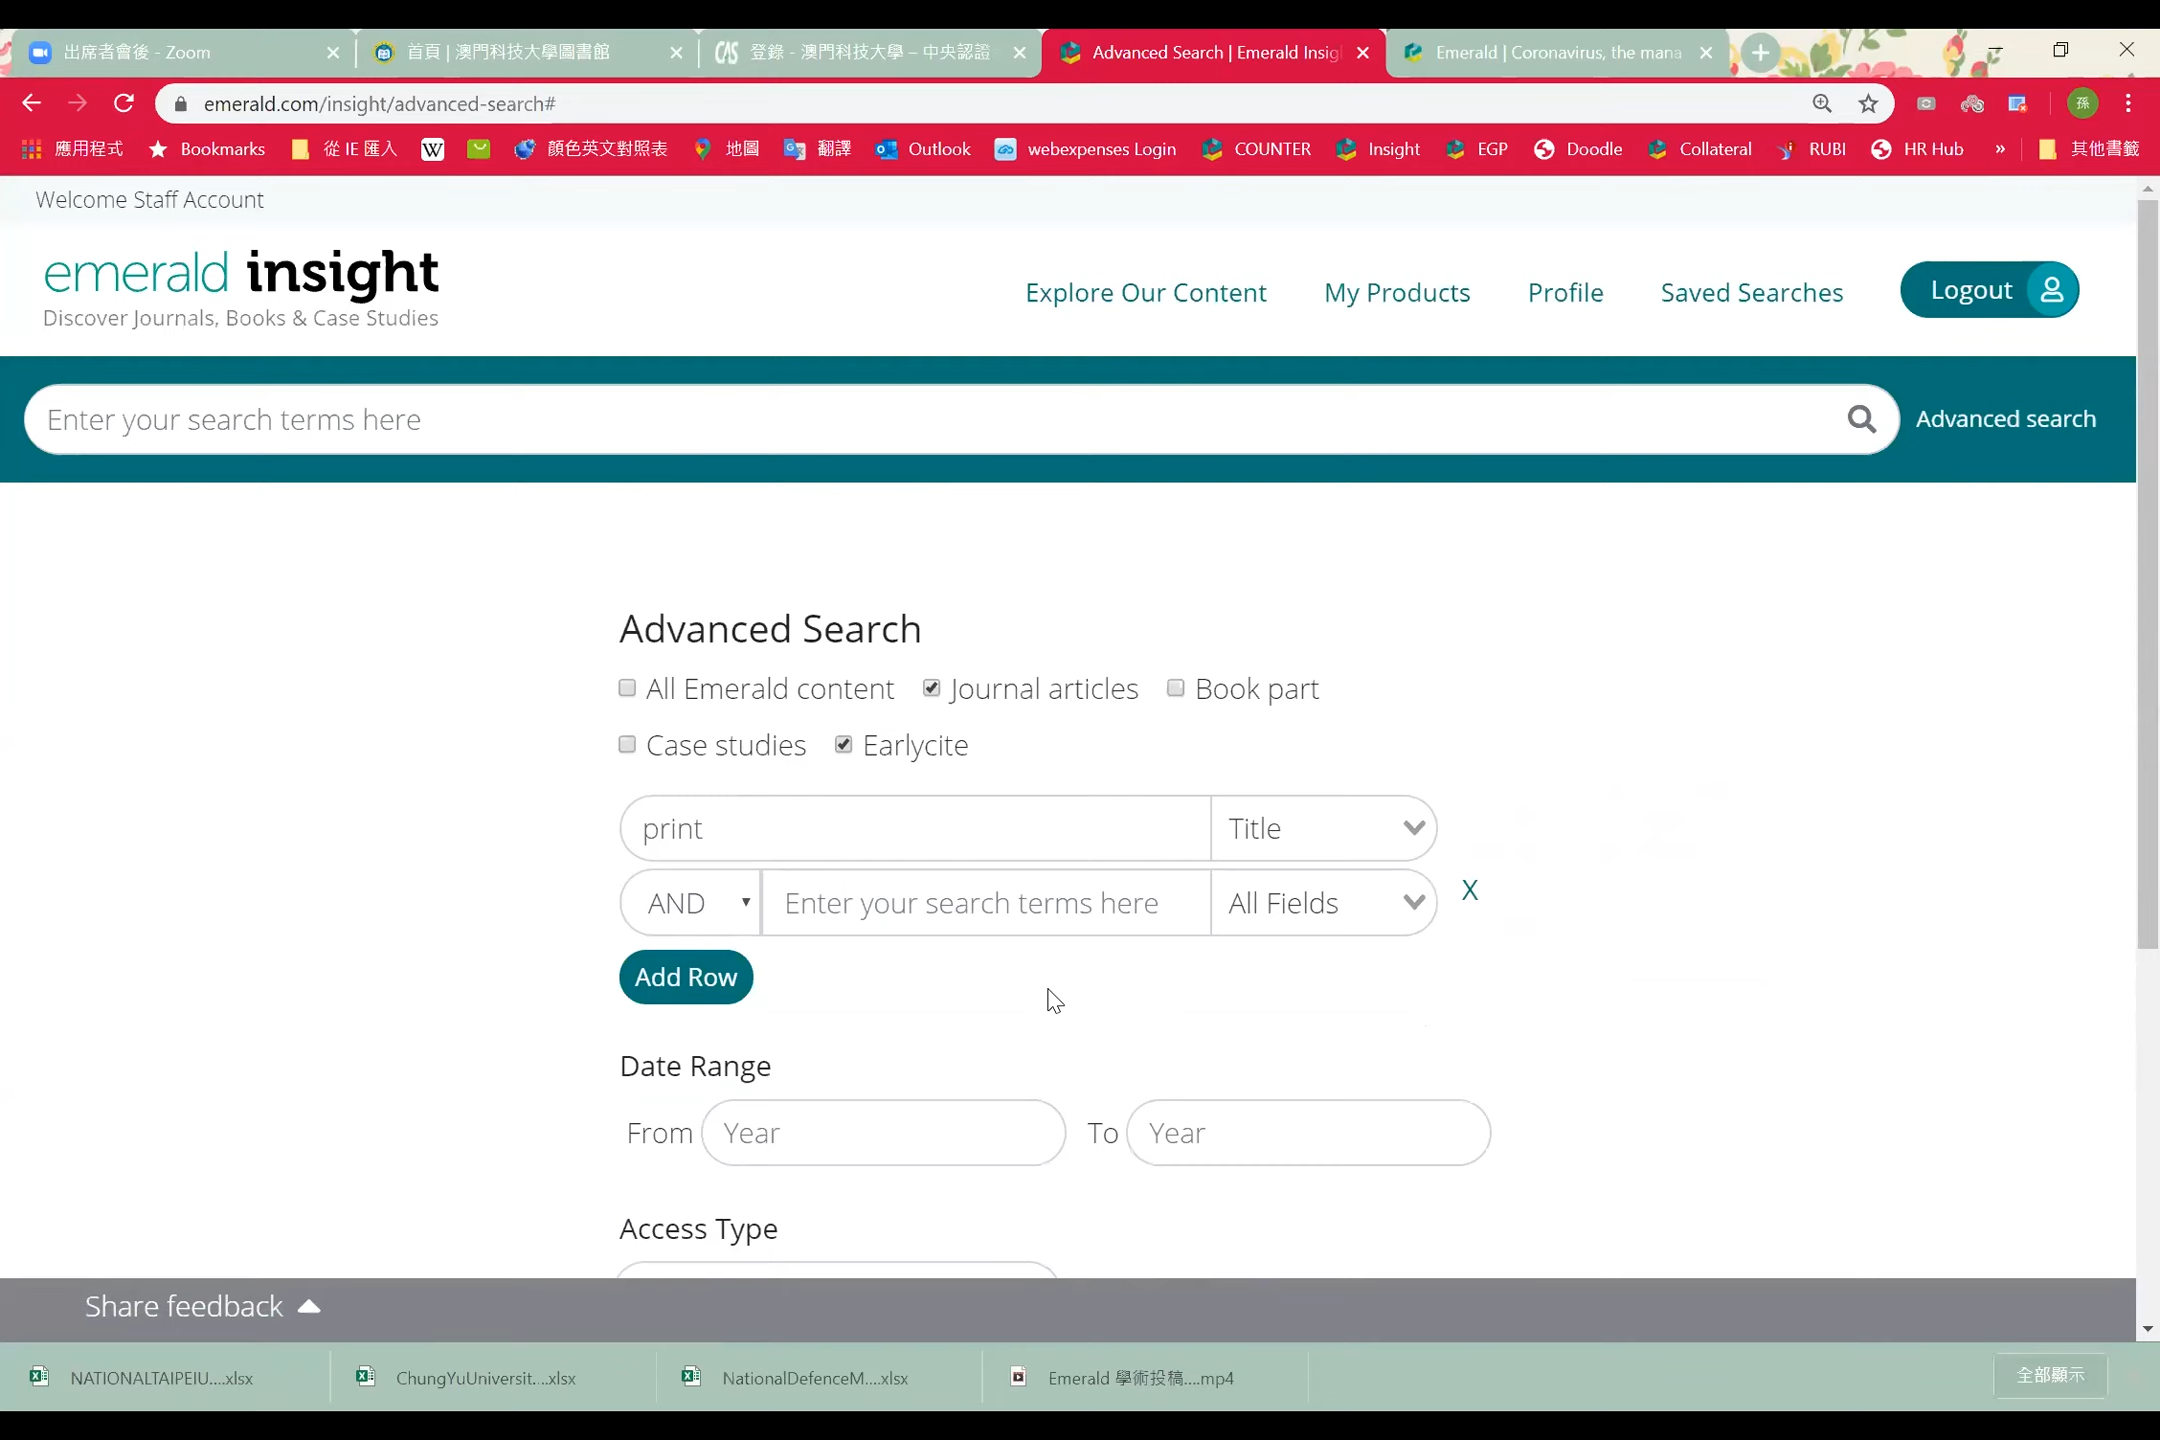 出席者會後 - Zoom
首頁 | 澳門科技大學圖書館
CAS 登錄 - 澳門科技大學 – 中央認證
Advanced Search | Emerald Insig
Emerald | Coronavirus, the mana
emerald.com/insight/advanced-search#
孫
應用程式 Bookmarks 從 IE 匯入 W 顏色英文對照表 地圖 翻譯 Outlook webexpenses Login COUNTER Insight EGP Doodle Collateral RUBI HR Hub » 其他書籤
Welcome Staff Account
emerald insight
Discover Journals, Books & Case Studies
Explore Our Content My Products Profile Saved Searches Logout
Enter your search terms here
Advanced search
Advanced Search
All Emerald content Journal articles Book part
Case studies Earlycite
print Title
AND Enter your search terms here All Fields X
Add Row
Date Range
From Year To Year
Access Type
Share feedback
NATIONALTAIPEIU....xlsx ChungYuUniversit....xlsx NationalDefenceM....xlsx Emerald 學術投稿....mp4 全部顯示